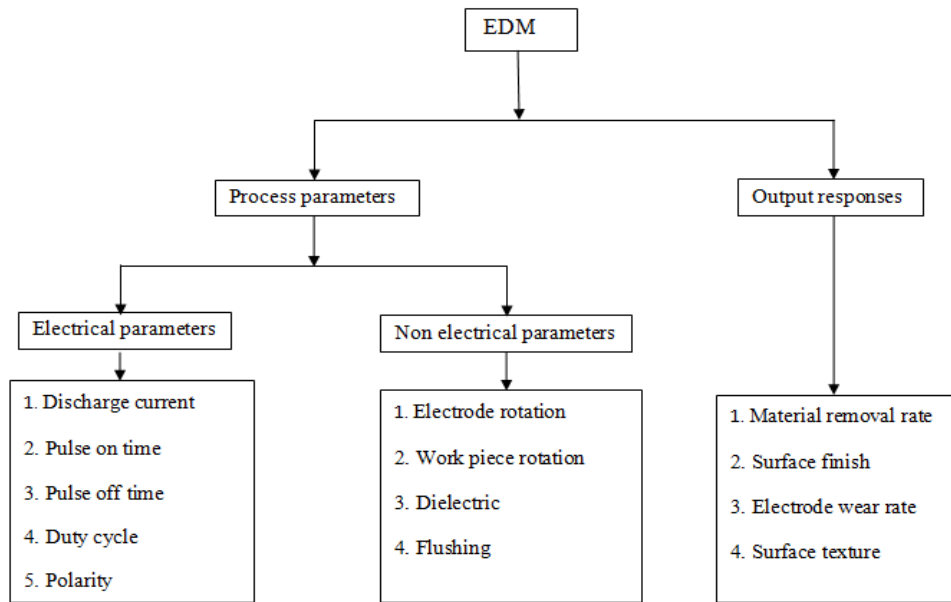 EDM
Process parameters
Output responses
Electrical parameters
Non electrical parameters
1. Discharge current
2. Pulse on time
3. Pulse off time
4. Duty cycle
5. Polarity
1. Electrode rotation
2. Work piece rotation
3. Dielectric
4. Flushing
1. Material removal rate
2. Surface finish
3. Electrode wear rate
4. Surface texture